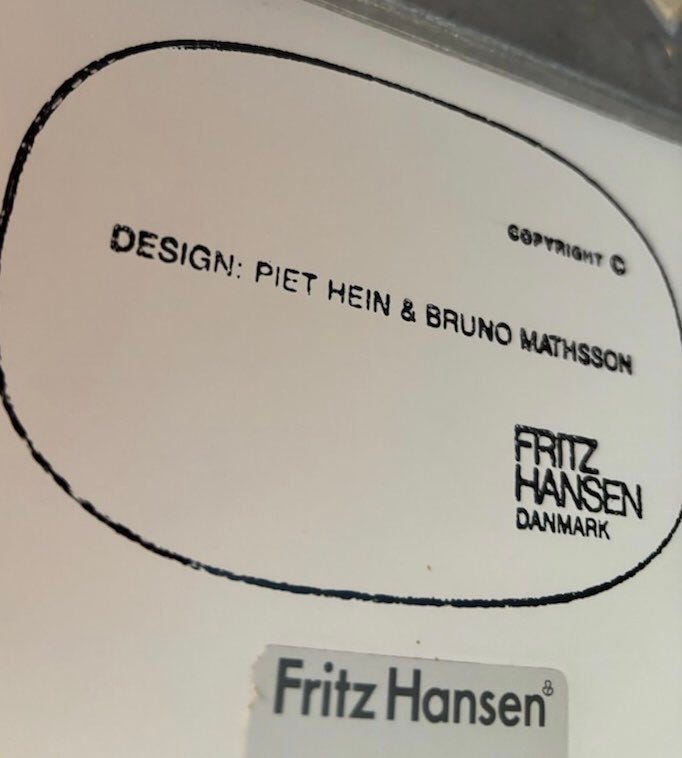 COPYRIGHT ©
DESIGN: PIET HEIN & BRUNO MATHSSON
FRITZ
HANSEN
DANMARK
Fritz Hansen